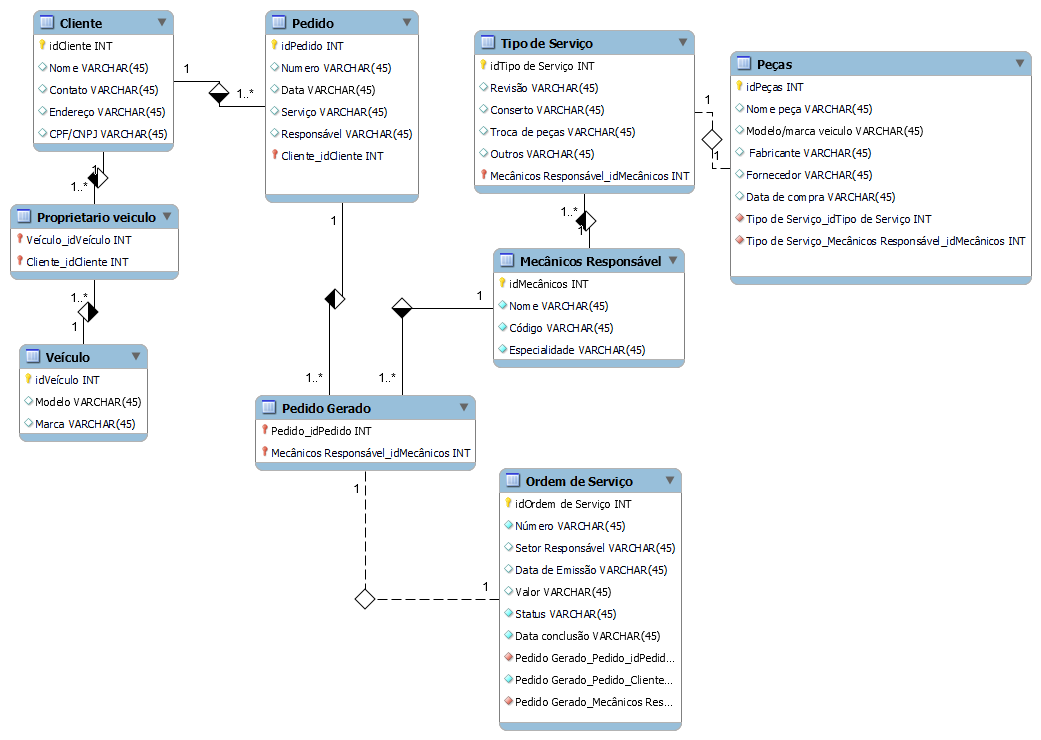 Cliente
idCliente INT
Nome VARCHAR(45)
Contato VARCHAR(45)
Endereço VARCHAR(45)
CPF/CNPJ VARCHAR(45)
1
1..*
Pedido
idPedido INT
Numero VARCHAR(45)
Data VARCHAR(45)
Serviço VARCHAR(45)
Responsável VARCHAR(45)
Cliente_idCliente INT
Tipo de Serviço
idTipo de Serviço INT
Revisão VARCHAR(45)
Conserto VARCHAR(45)
Troca de peças VARCHAR(45)
Outros VARCHAR(45)
Mecânicos Responsável_idMecânicos INT
1
1
Peças
idPeças INT
Nome peça VARCHAR(45)
Modelo/marca veiculo VARCHAR(45)
Fabricante VARCHAR(45)
Fornecedor VARCHAR(45)
Data de compra VARCHAR(45)
Tipo de Serviço_idTipo de Serviço INT
Tipo de Serviço_Mecânicos Responsável_idMecânicos INT
1
1..*
Proprietario veiculo
Veículo_idVeículo INT
Cliente_idCliente INT
1..*
1
Veículo
idVeículo INT
Modelo VARCHAR(45)
Marca VARCHAR(45)
1..*
1
Mecânicos Responsável
idMecânicos INT
Nome VARCHAR(45)
Código VARCHAR(45)
Especialidade VARCHAR(45)
1
1
1..*
1..*
Pedido Gerado
Pedido_idPedido INT
Mecânicos Responsável_idMecânicos INT
1
1
Ordem de Serviço
idOrdem de Serviço INT
Número VARCHAR(45)
Setor Responsável VARCHAR(45)
Data de Emissão VARCHAR(45)
Valor VARCHAR(45)
Status VARCHAR(45)
Data conclusão VARCHAR(45)
Pedido Gerado_Pedido_idPedid...
Pedido Gerado_Pedido_Cliente...
Pedido Gerado_Mecânicos Res...